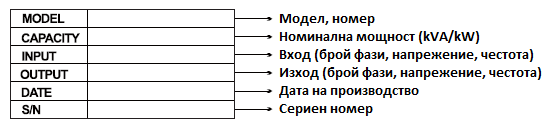 MODEL Модел, номер
CAPACITY Номинална мощност (kVA/kW)
INPUT Вход (брой фази, напрежение, честота)
OUTPUT Изход (брой фази, напрежение, честота)
DATE Дата на производство
S/N Сериен номер